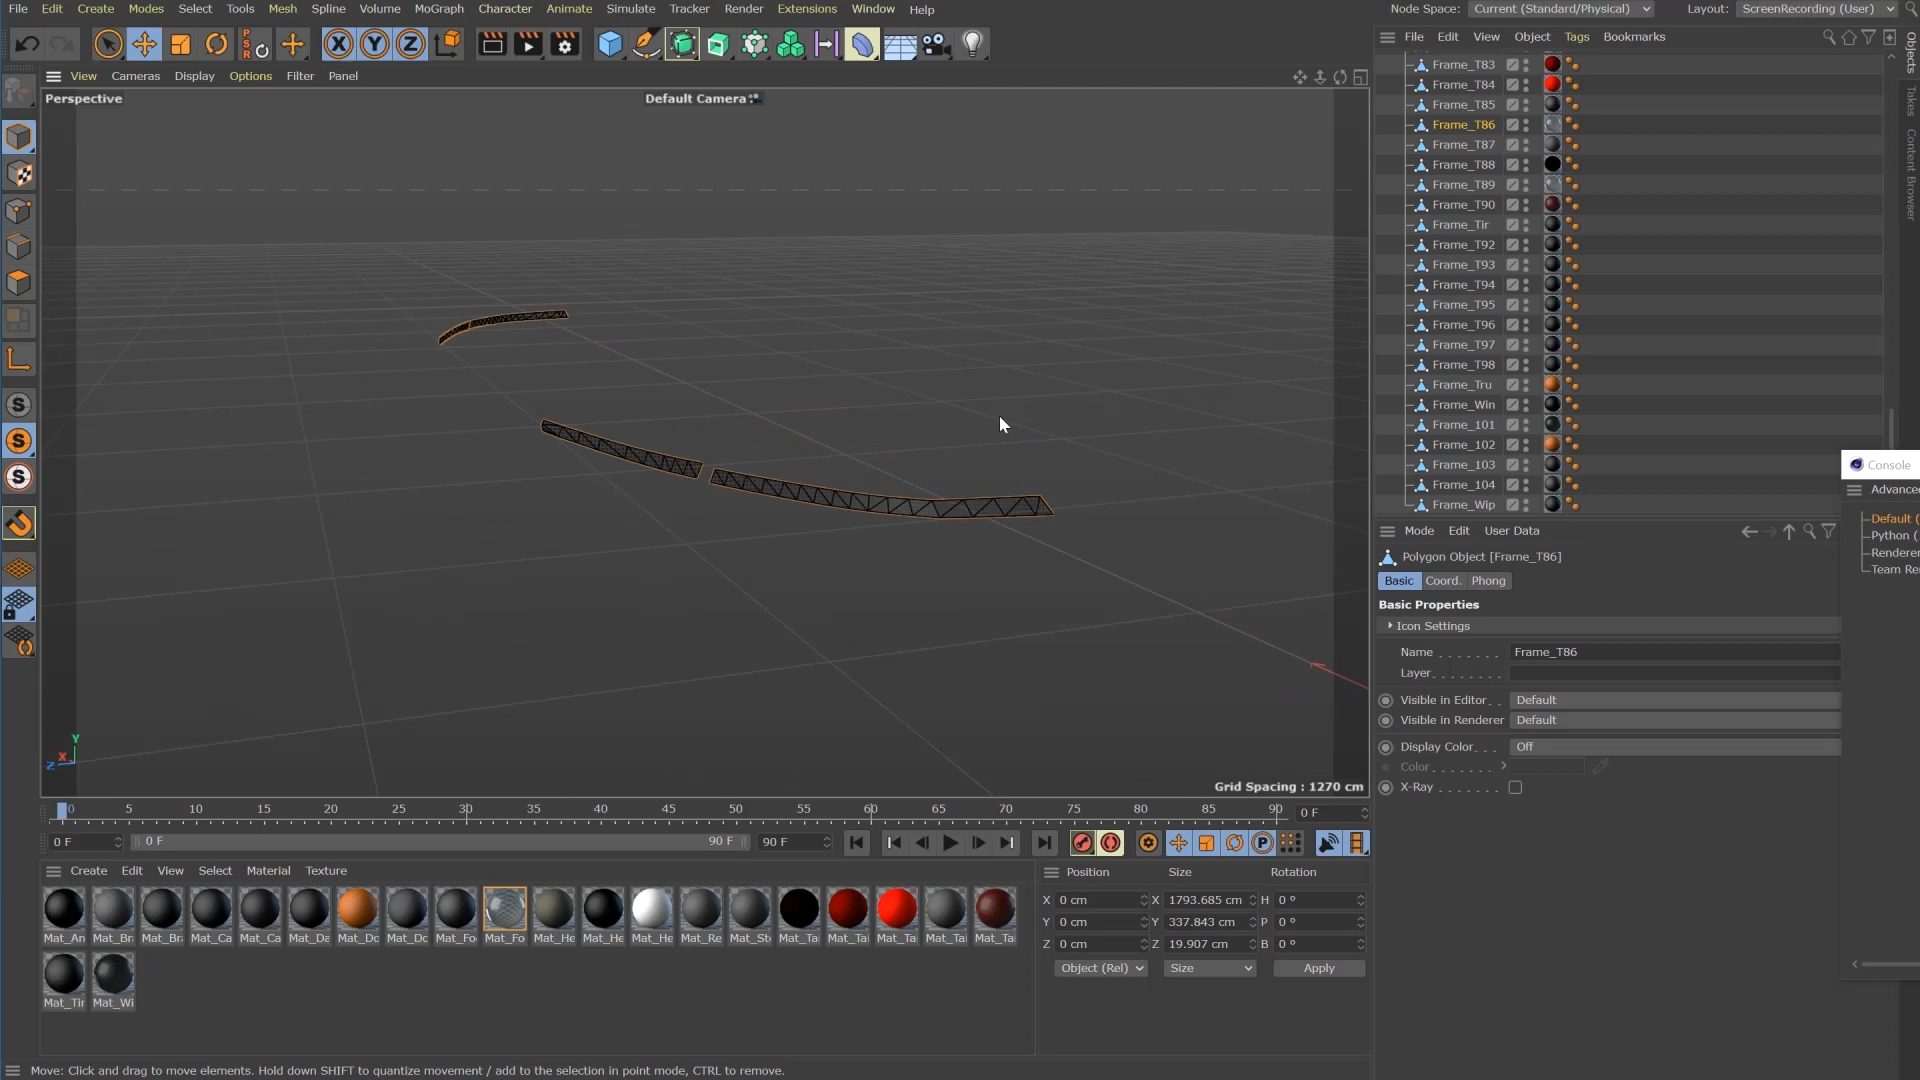 File Edit Create Modes Select Tools Mesh Spline Volume MoGraph Character Animate Simulate Tracker Render Extensions Window Help
Node Space: Current (Standard/Physical) Layout: ScreenRecording (User)
File Edit View Object Tags Bookmarks
View Cameras Display Options Filter Panel
Perspective
Default Camera
Frame_T83
Frame_T84
Frame_T85
Frame_T86
Frame_T87
Frame_T88
Frame_T89
Frame_T90
Frame_Tir
Frame_T92
Frame_T93
Frame_T94
Frame_T95
Frame_T96
Frame_T97
Frame_T98
Frame_Tru
Frame_Win
Frame_101
Frame_102
Frame_103
Frame_104
Frame_Wip
Objects
Takes
Content Browser
Console
Advanced
Default (
Python (
Renderer
Team Re
Mode Edit User Data
Polygon Object [Frame_T86]
Basic Coord. Phong
Basic Properties
Icon Settings
Name Frame_T86
Layer
Visible in Editor Default
Visible in Renderer Default
Display Color Off
Color
X-Ray
Y
X
Z
Grid Spacing : 1270 cm
0 5 10 15 20 25 30 35 40 45 50 55 60 65 70 75 80 85 90 0 F
0 F 0 F 90 F 90 F
Create Edit View Select Material Texture
Mat_An Mat_Br Mat_Br Mat_Ca Mat_Ca Mat_Da Mat_Dc Mat_Dc Mat_Fo Mat_Fo Mat_He Mat_He Mat_He Mat_Re Mat_Ste Mat_Ta Mat_Tai Mat_Ta Mat_Tai Mat_Tai
Mat_Tir Mat_Wi
Position Size Rotation
X 0 cm X 1793.685 cm H 0 °
Y 0 cm Y 337.843 cm P 0 °
Z 0 cm Z 19.907 cm B 0 °
Object (Rel) Size Apply
Move: Click and drag to move elements. Hold down SHIFT to quantize movement / add to the selection in point mode, CTRL to remove.